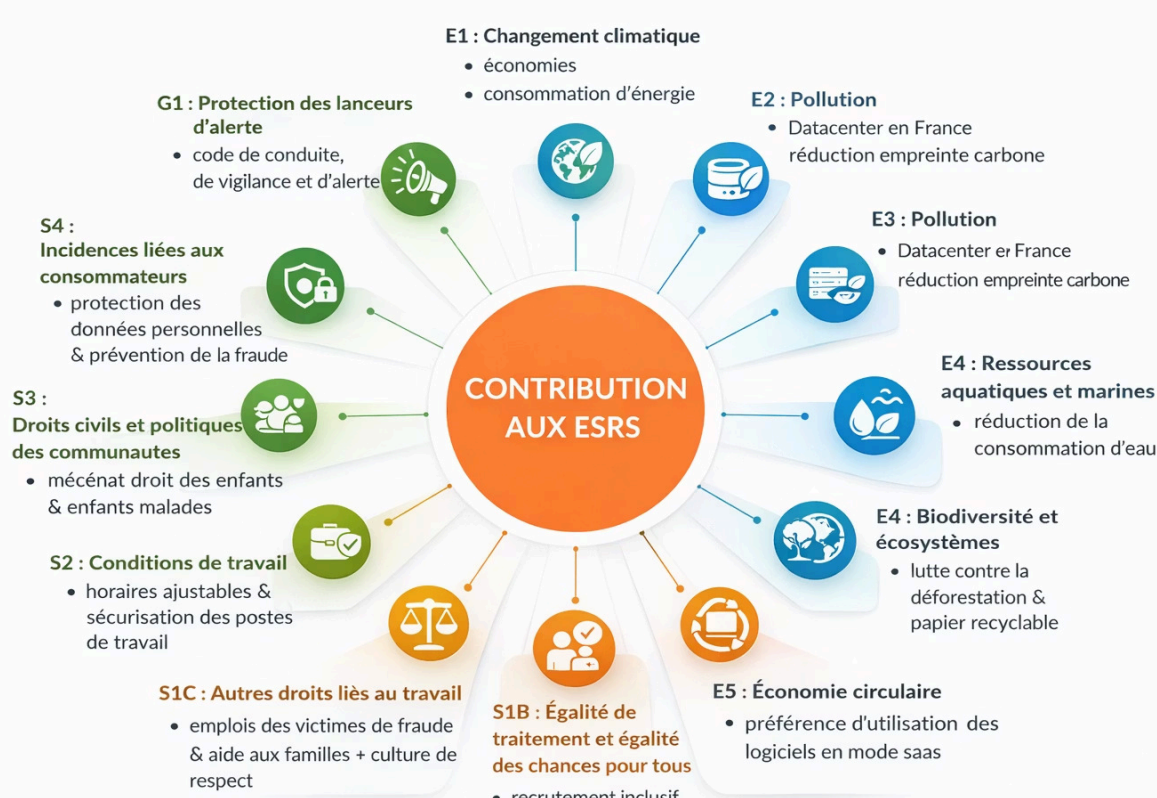 E1 : Changement climatique
• économies
• consommation d'énergie
E2 : Pollution
• Datacenter en France
réduction empreinte carbone
E3 : Pollution
• Datacenter er France
réduction empreinte carbone
E4 : Ressources
aquatiques et marines
• réduction de la
consommation d'eau
E4 : Biodiversité et
écosystèmes
• lutte contre la
déforestation &
papier recyclable
E5 : Économie circulaire
• préférence d'utilisation des
logiciels en mode saas
S1B : Égalité de
traitement et égalité
des chances pour tous
• recrutement inclusif
S1C : Autres droits liès au travail
• emplois des victimes de fraude
& aide aux familles + culture de
respect
S2 : Conditions de travail
• horaires ajustables &
sécurisation des postes
de travail
S3 :
Droits civils et politiques
des communautes
• mécénat droit des enfants
& enfants malades
S4 :
Incidences liées aux
consommateurs
• protection des
données personnelles
& prévention de la fraude
G1 : Protection des lanceurs
d'alerte
• code de conduite,
de vigilance et d'alerte
CONTRIBUTION
AUX ESRS